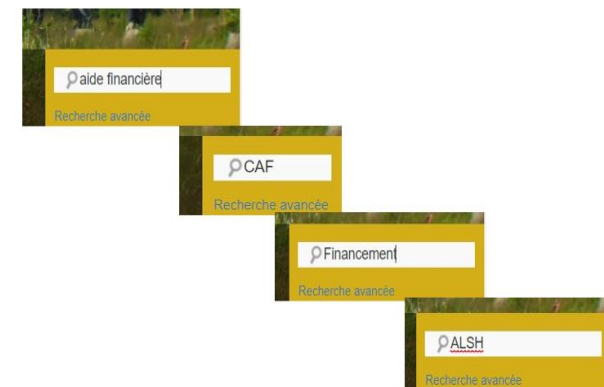 aide financière
Recherche avancée
CAF
Recherche avancée
Financement
Recherche avancée
ALSH
Recherche avancée